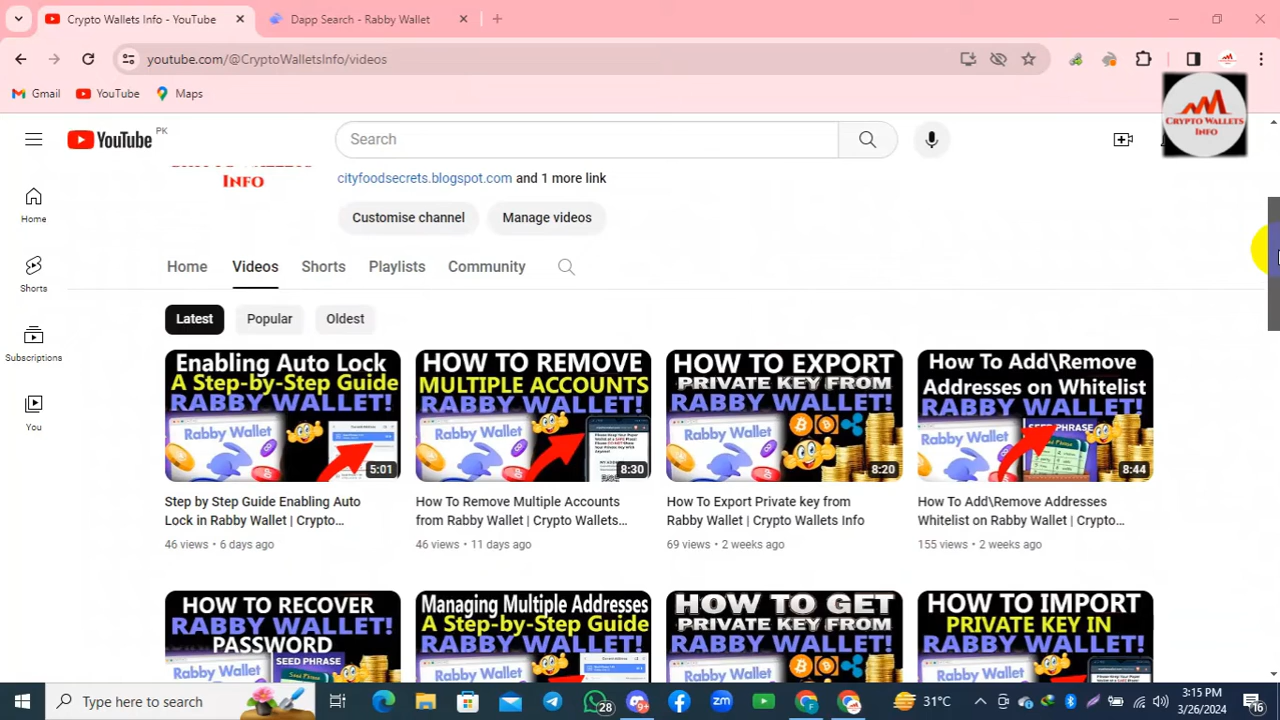 Crypto Wallets Info - YouTube
Dapp Search - Rabby Wallet
youtube.com/@CryptoWalletsInfo/videos
Gmail YouTube Maps
CRYPTO WALLETS
INFO
YouTube PK
Search
INFO
cityfoodsecrets.blogspot.com and 1 more link
Customise channel Manage videos
Home
Shorts
Subscriptions
You
Home Videos Shorts Playlists Community
Latest Popular Oldest
Enabling Auto Lock
A Step-by-Step Guide
RABBY WALLET!
Rabby Wallet
5:01
HOW TO REMOVE
MULTIPLE ACCOUNTS
RABBY WALLET!
Rabby Wallet
8:30
HOW TO EXPORT
PRIVATE KEY FROM
RABBY WALLET!
Rabby Wallet
8:20
How To Add\Remove
Addresses on Whitelist
RABBY WALLET!
Rabby Wallet
8:44
Step by Step Guide Enabling Auto
Lock in Rabby Wallet | Crypto...
46 views • 6 days ago
How To Remove Multiple Accounts
from Rabby Wallet | Crypto Wallets...
46 views • 11 days ago
How To Export Private key from
Rabby Wallet | Crypto Wallets Info
69 views • 2 weeks ago
How To Add\Remove Addresses
Whitelist on Rabby Wallet | Crypto...
155 views • 2 weeks ago
HOW TO RECOVER
RABBY WALLET!
PASSWORD
Rabby Wallet
SEED PHRASE
Managing Multiple Addresses
A Step-by-Step Guide
RABBY WALLET!
Rabby Wallet
HOW TO GET
PRIVATE KEY FROM
RABBY WALLET!
Rabby Wallet
HOW TO IMPORT
PRIVATE KEY IN
RABBY WALLET!
Rabby Wallet
Type here to search
28
9+
zm
31°C
3:15 PM
3/26/2024
16